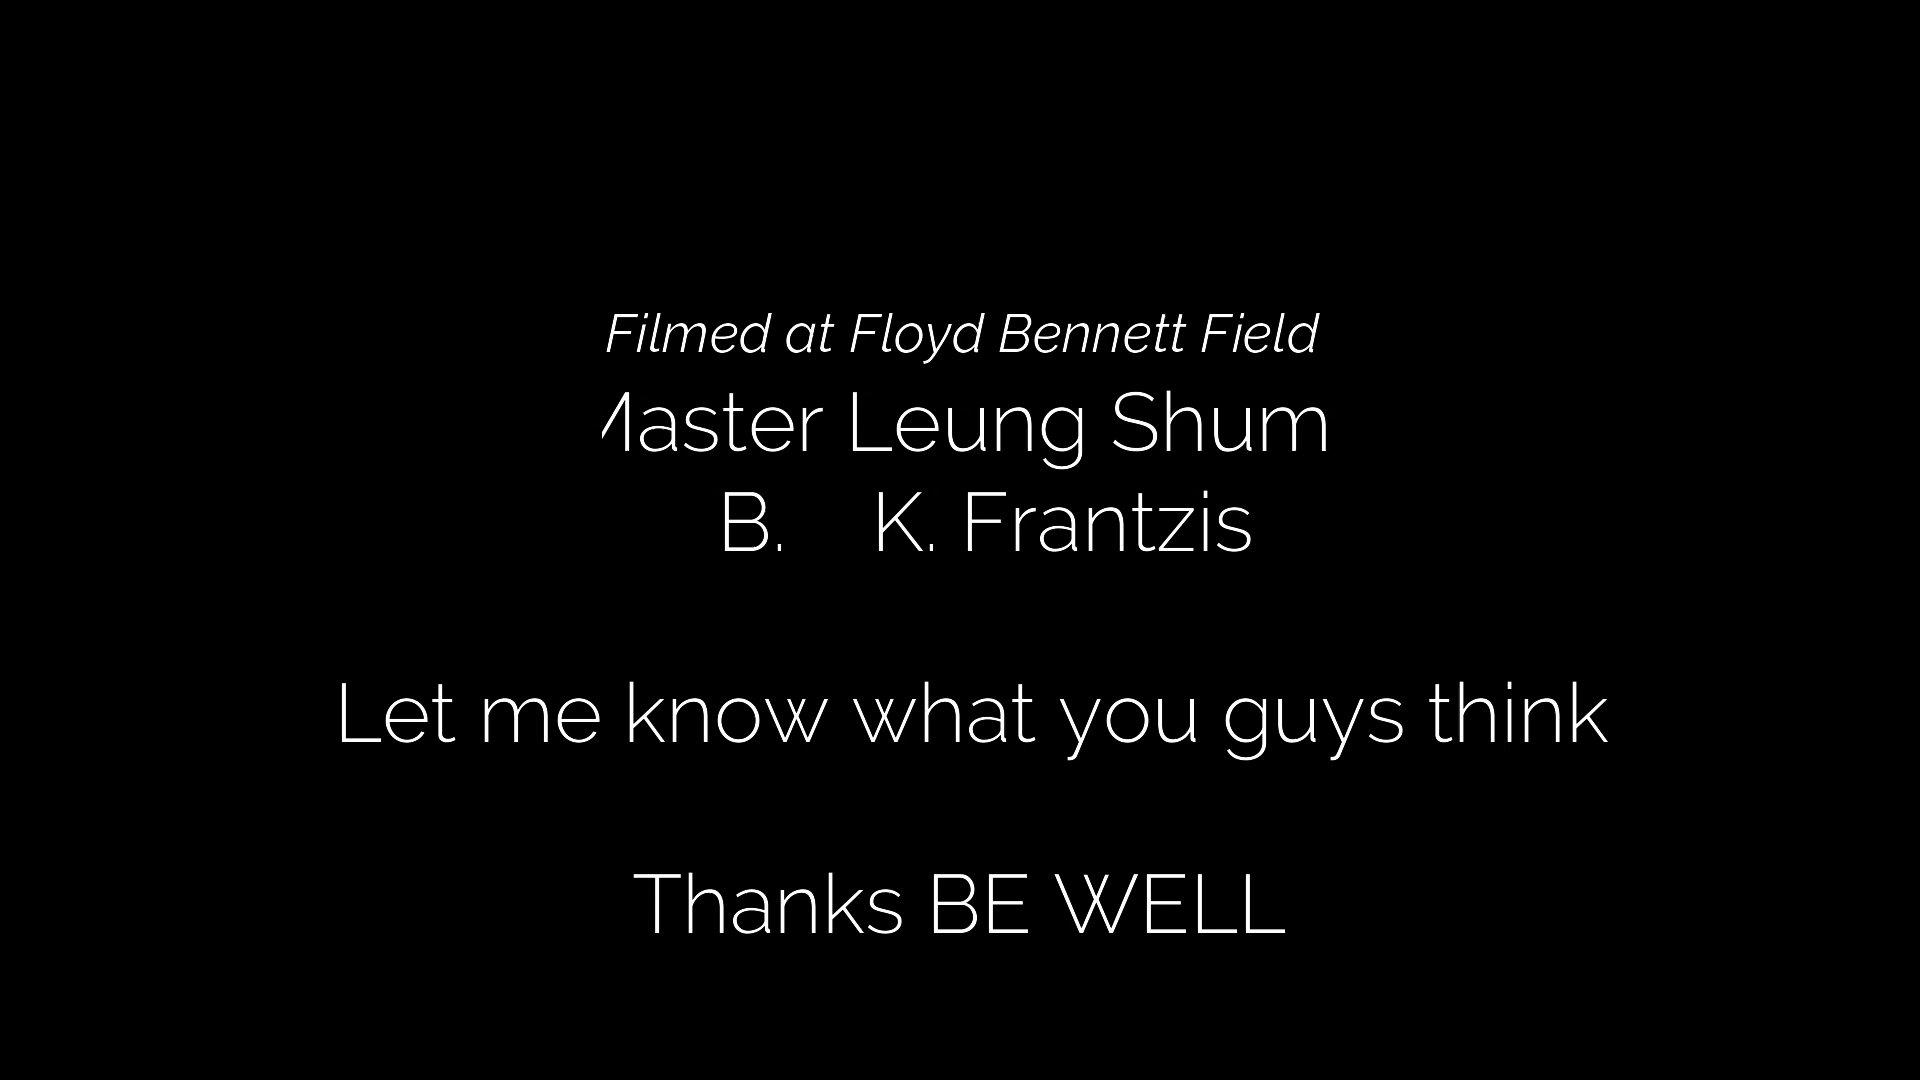 Filmed at Floyd Bennett Field
Master Leung Shum
B. K. Frantzis
Let me know what you guys think
Thanks BE WELL